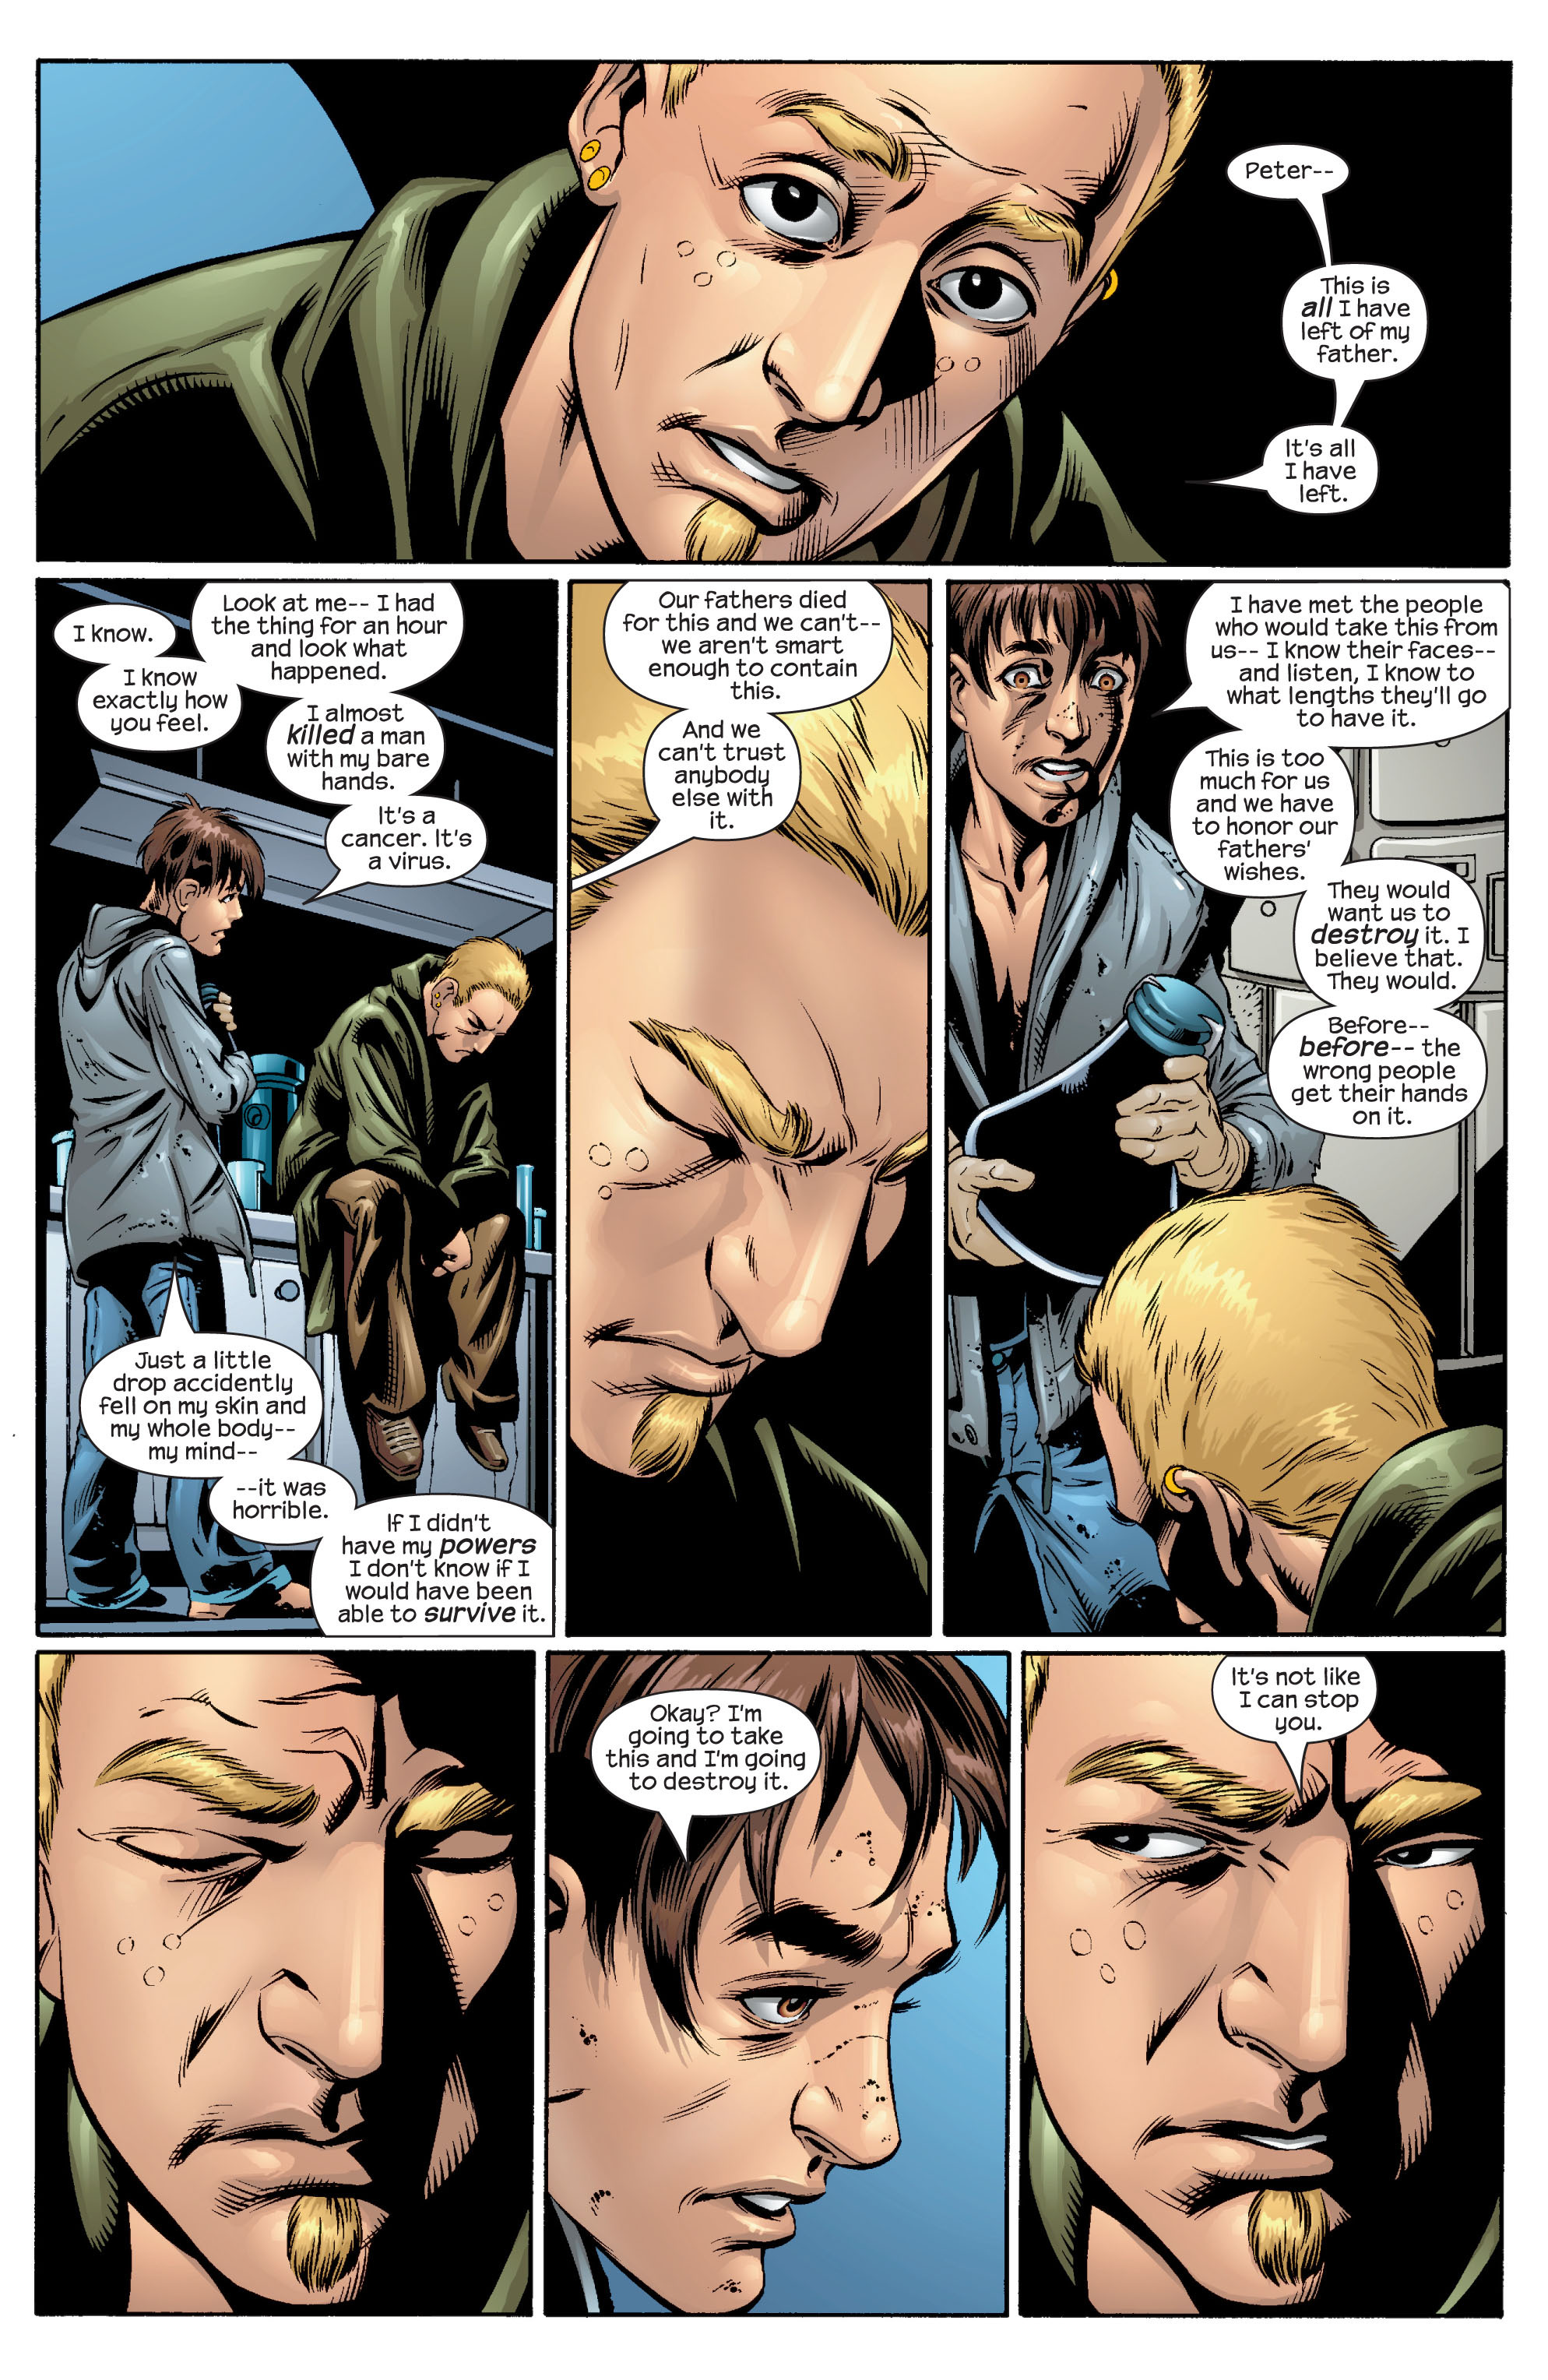 Peter--
This is
all I have
left of my
father.
It's all
I have
left.
I know.
I know
exactly how
you feel.
Look at me-- I had
the thing for an hour
and look what
happened.
I almost
killed a man
with my bare
hands.
It's a
cancer. It's
a virus.
Just a little
drop accidently
fell on my skin and
my whole body--
my mind--
--it was
horrible.
If I didn't
have my powers
I don't know if I
would have been
able to survive it.
Our fathers died
for this and we can't--
we aren't smart
enough to contain
this.
And we
can't trust
anybody
else with
it.
I have met the people
who would take this from
us-- I know their faces--
and listen, I know to
what lengths they'll go
to have it.
This is too
much for us
and we have
to honor our
fathers'
wishes.
They would
want us to
destroy it. I
believe that.
They would.
Before--
before-- the
wrong people
get their hands
on it.
Okay? I'm
going to take
this and I'm going
to destroy it.
It's not like
I can stop
you.